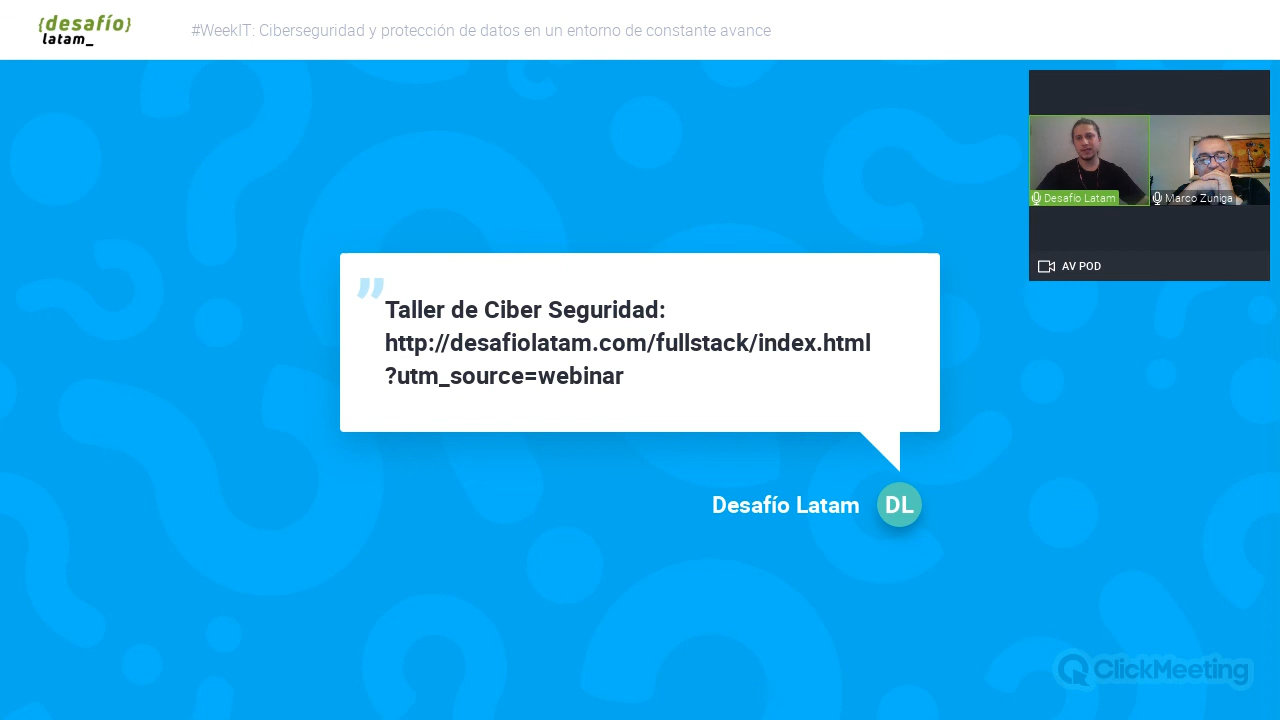 {desafío}
latam_
#WeekIT: Ciberseguridad y protección de datos en un entorno de constante avance
Desafío Latam
Marco Zuniga
AV POD
”
Taller de Ciber Seguridad:
http://desafiolatam.com/fullstack/index.html
?utm_source=webinar
Desafío Latam
DL
ClickMeeting